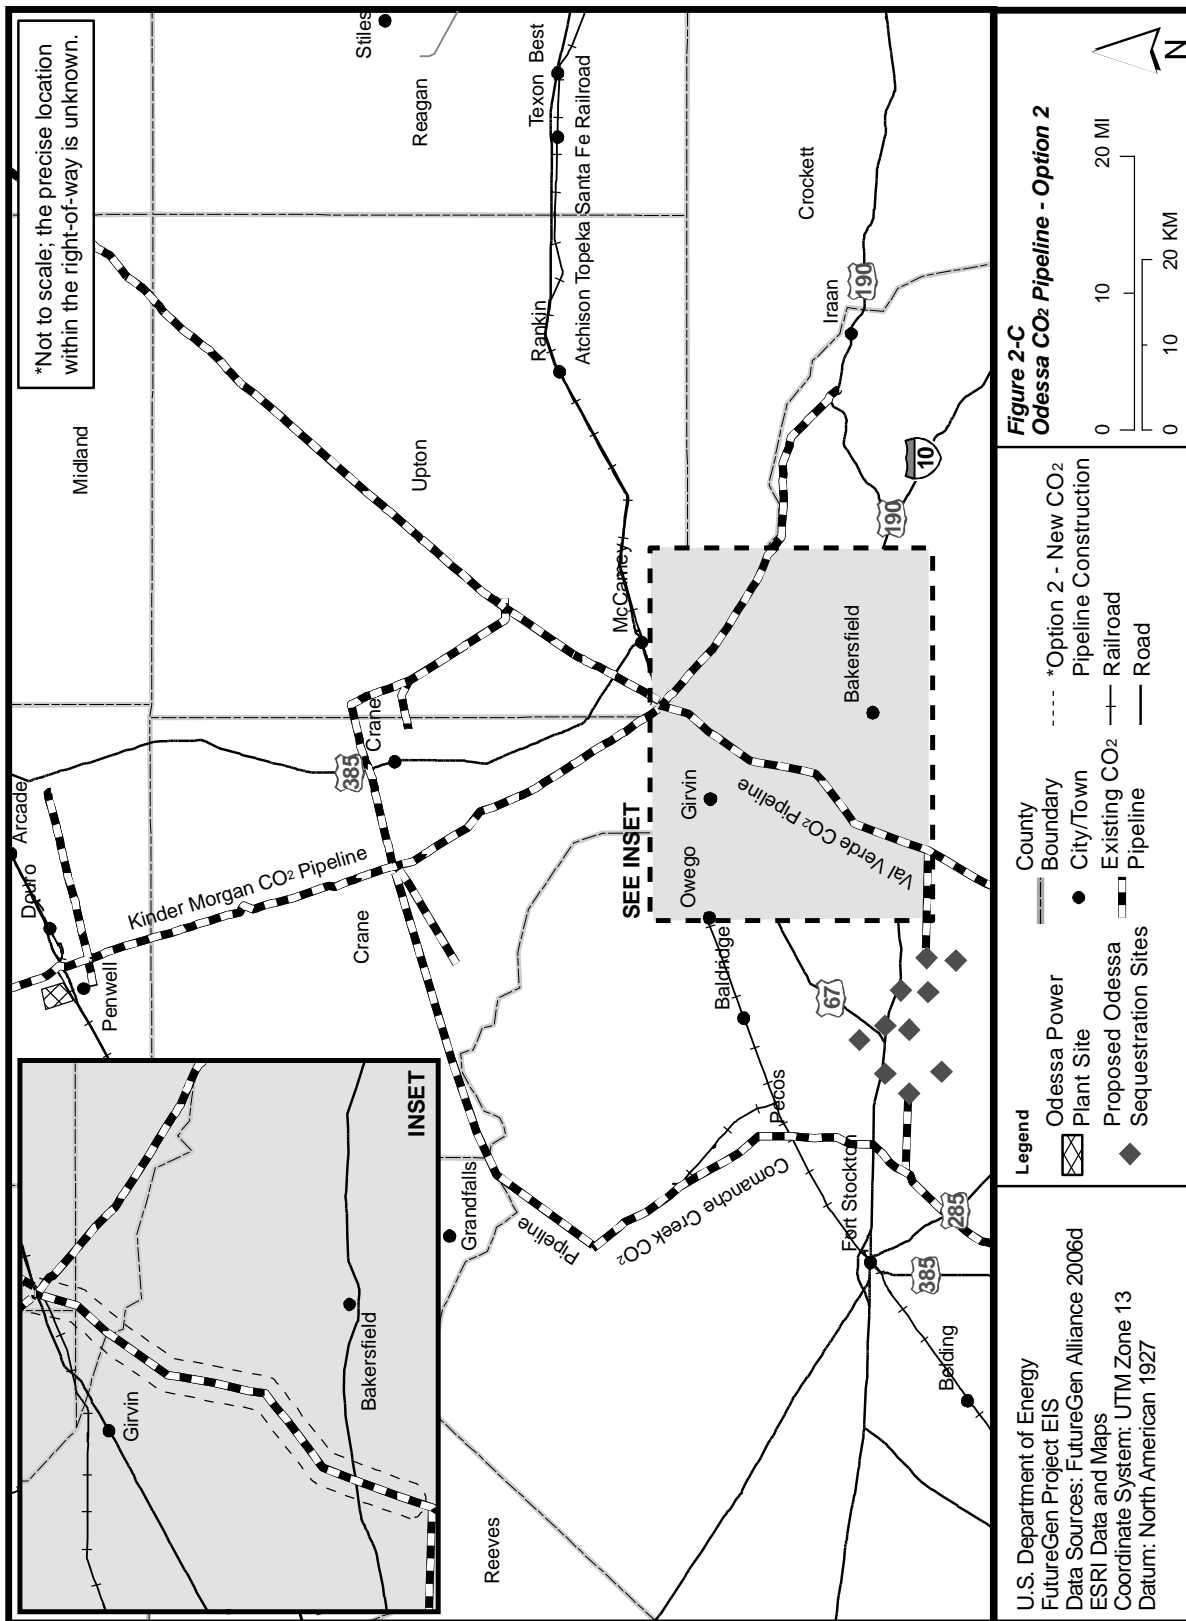 *Not to scale; the precise location
within the right-of-way is unknown.
Midland
Stiles
Reagan
Texon Best
Rankin
Atchison Topeka Santa Fe Railroad
Crockett
Upton
Iraan
190
10
190
McCamey
Arcade
Douro
Penwell
385
Crane
Kinder Morgan CO2 Pipeline
Crane
SEE INSET
Owego
Girvin
Bakersfield
Val Verde CO2 Pipeline
Baldridge
67
Pecos
Grandfalls
Comanche Creek CO2
Pipeline
Fort Stockton
285
385
Belding
Reeves
INSET
Girvin
Bakersfield
U.S. Department of Energy
FutureGen Project EIS
Data Sources: FutureGen Alliance 2006d
ESRI Data and Maps
Coordinate System: UTM Zone 13
Datum: North American 1927
Legend
Odessa Power
Plant Site
Proposed Odessa
Sequestration Sites
County
Boundary
City/Town
Existing CO2
Pipeline
*Option 2 - New CO2
Pipeline Construction
Railroad
Road
Figure 2-C
Odessa CO2 Pipeline - Option 2
0 10 20 MI
0 10 20 KM
N